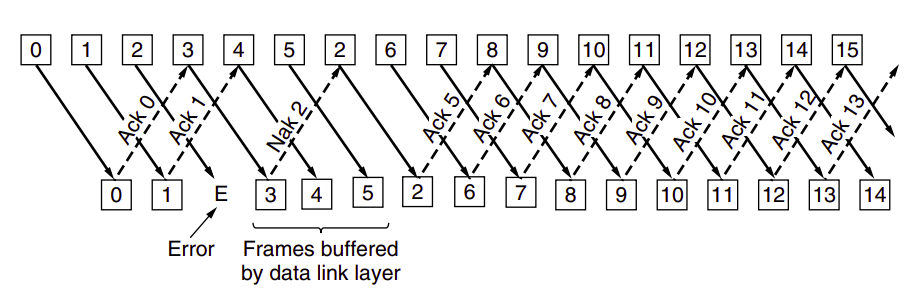 0 1 2 3 4 5 2 6 7 8 9 10 11 12 13 14 15
Ack 0 Ack 1 Nak 2 Ack 5 Ack 6 Ack 7 Ack 8 Ack 9 Ack 10 Ack 11 Ack 12 Ack 13
0 1 E 3 4 5 2 6 7 8 9 10 11 12 13 14
Error
Frames buffered
by data link layer